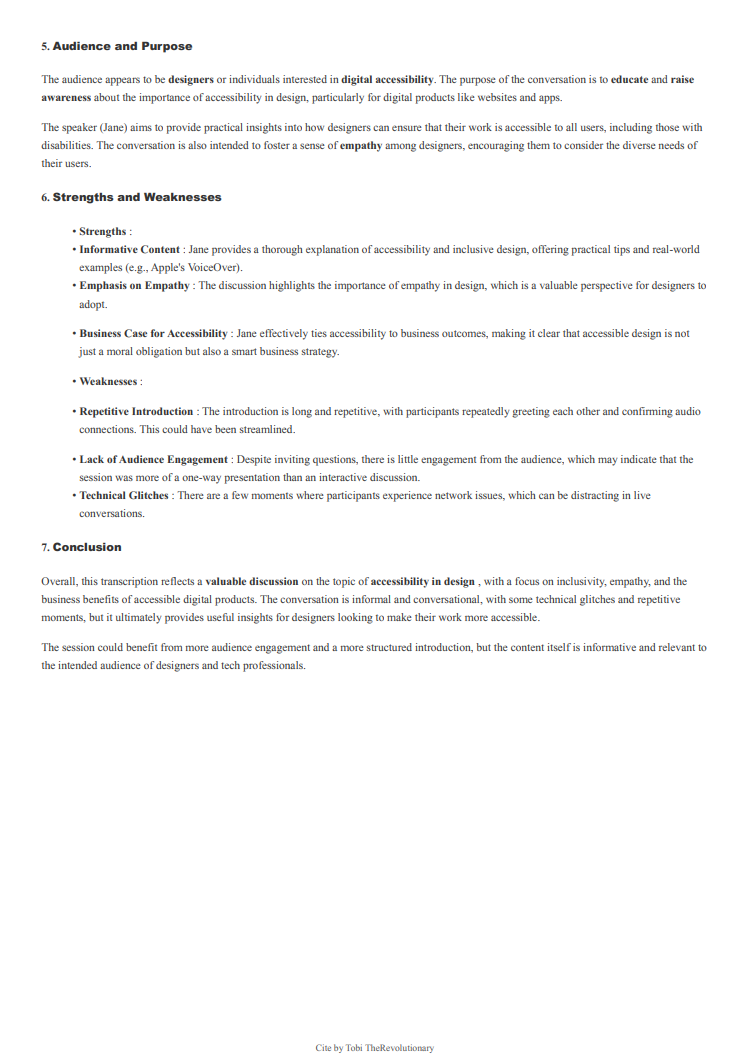 5. Audience and Purpose
The audience appears to be designers or individuals interested in digital accessibility. The purpose of the conversation is to educate and raise
awareness about the importance of accessibility in design, particularly for digital products like websites and apps.
The speaker (Jane) aims to provide practical insights into how designers can ensure that their work is accessible to all users, including those with
disabilities. The conversation is also intended to foster a sense of empathy among designers, encouraging them to consider the diverse needs of
their users.
6. Strengths and Weaknesses
• Strengths :
• Informative Content : Jane provides a thorough explanation of accessibility and inclusive design, offering practical tips and real-world
examples (e.g., Apple's VoiceOver).
• Emphasis on Empathy : The discussion highlights the importance of empathy in design, which is a valuable perspective for designers to
adopt.
• Business Case for Accessibility : Jane effectively ties accessibility to business outcomes, making it clear that accessible design is not
just a moral obligation but also a smart business strategy.
• Weaknesses :
• Repetitive Introduction : The introduction is long and repetitive, with participants repeatedly greeting each other and confirming audio
connections. This could have been streamlined.
• Lack of Audience Engagement : Despite inviting questions, there is little engagement from the audience, which may indicate that the
session was more of a one-way presentation than an interactive discussion.
• Technical Glitches : There are a few moments where participants experience network issues, which can be distracting in live
conversations.
7. Conclusion
Overall, this transcription reflects a valuable discussion on the topic of accessibility in design , with a focus on inclusivity, empathy, and the
business benefits of accessible digital products. The conversation is informal and conversational, with some technical glitches and repetitive
moments, but it ultimately provides useful insights for designers looking to make their work more accessible.
The session could benefit from more audience engagement and a more structured introduction, but the content itself is informative and relevant to
the intended audience of designers and tech professionals.
Cite by Tobi TheRevolutionary